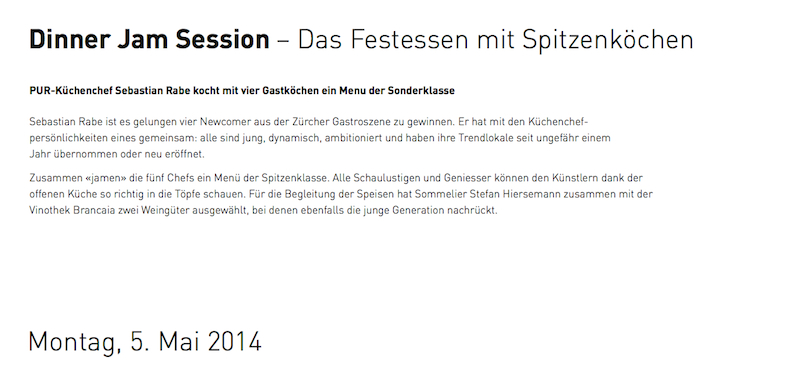 Dinner Jam Session – Das Festessen mit Spitzenköchen
PUR-Küchenchef Sebastian Rabe kocht mit vier Gastköchen ein Menu der Sonderklasse
Sebastian Rabe ist es gelungen vier Newcomer aus der Zürcher Gastroszene zu gewinnen. Er hat mit den Küchenchef-
persönlichkeiten eines gemeinsam: alle sind jung, dynamisch, ambitioniert und haben ihre Trendlokale seit ungefähr einem
Jahr übernommen oder neu eröffnet.
Zusammen «jamen» die fünf Chefs ein Menü der Spitzenklasse. Alle Schaulustigen und Geniesser können den Künstlern dank der
offenen Küche so richtig in die Töpfe schauen. Für die Begleitung der Speisen hat Sommelier Stefan Hiersemann zusammen mit der
Vinothek Brancaia zwei Weingüter ausgewählt, bei denen ebenfalls die junge Generation nachrückt.
Montag, 5. Mai 2014